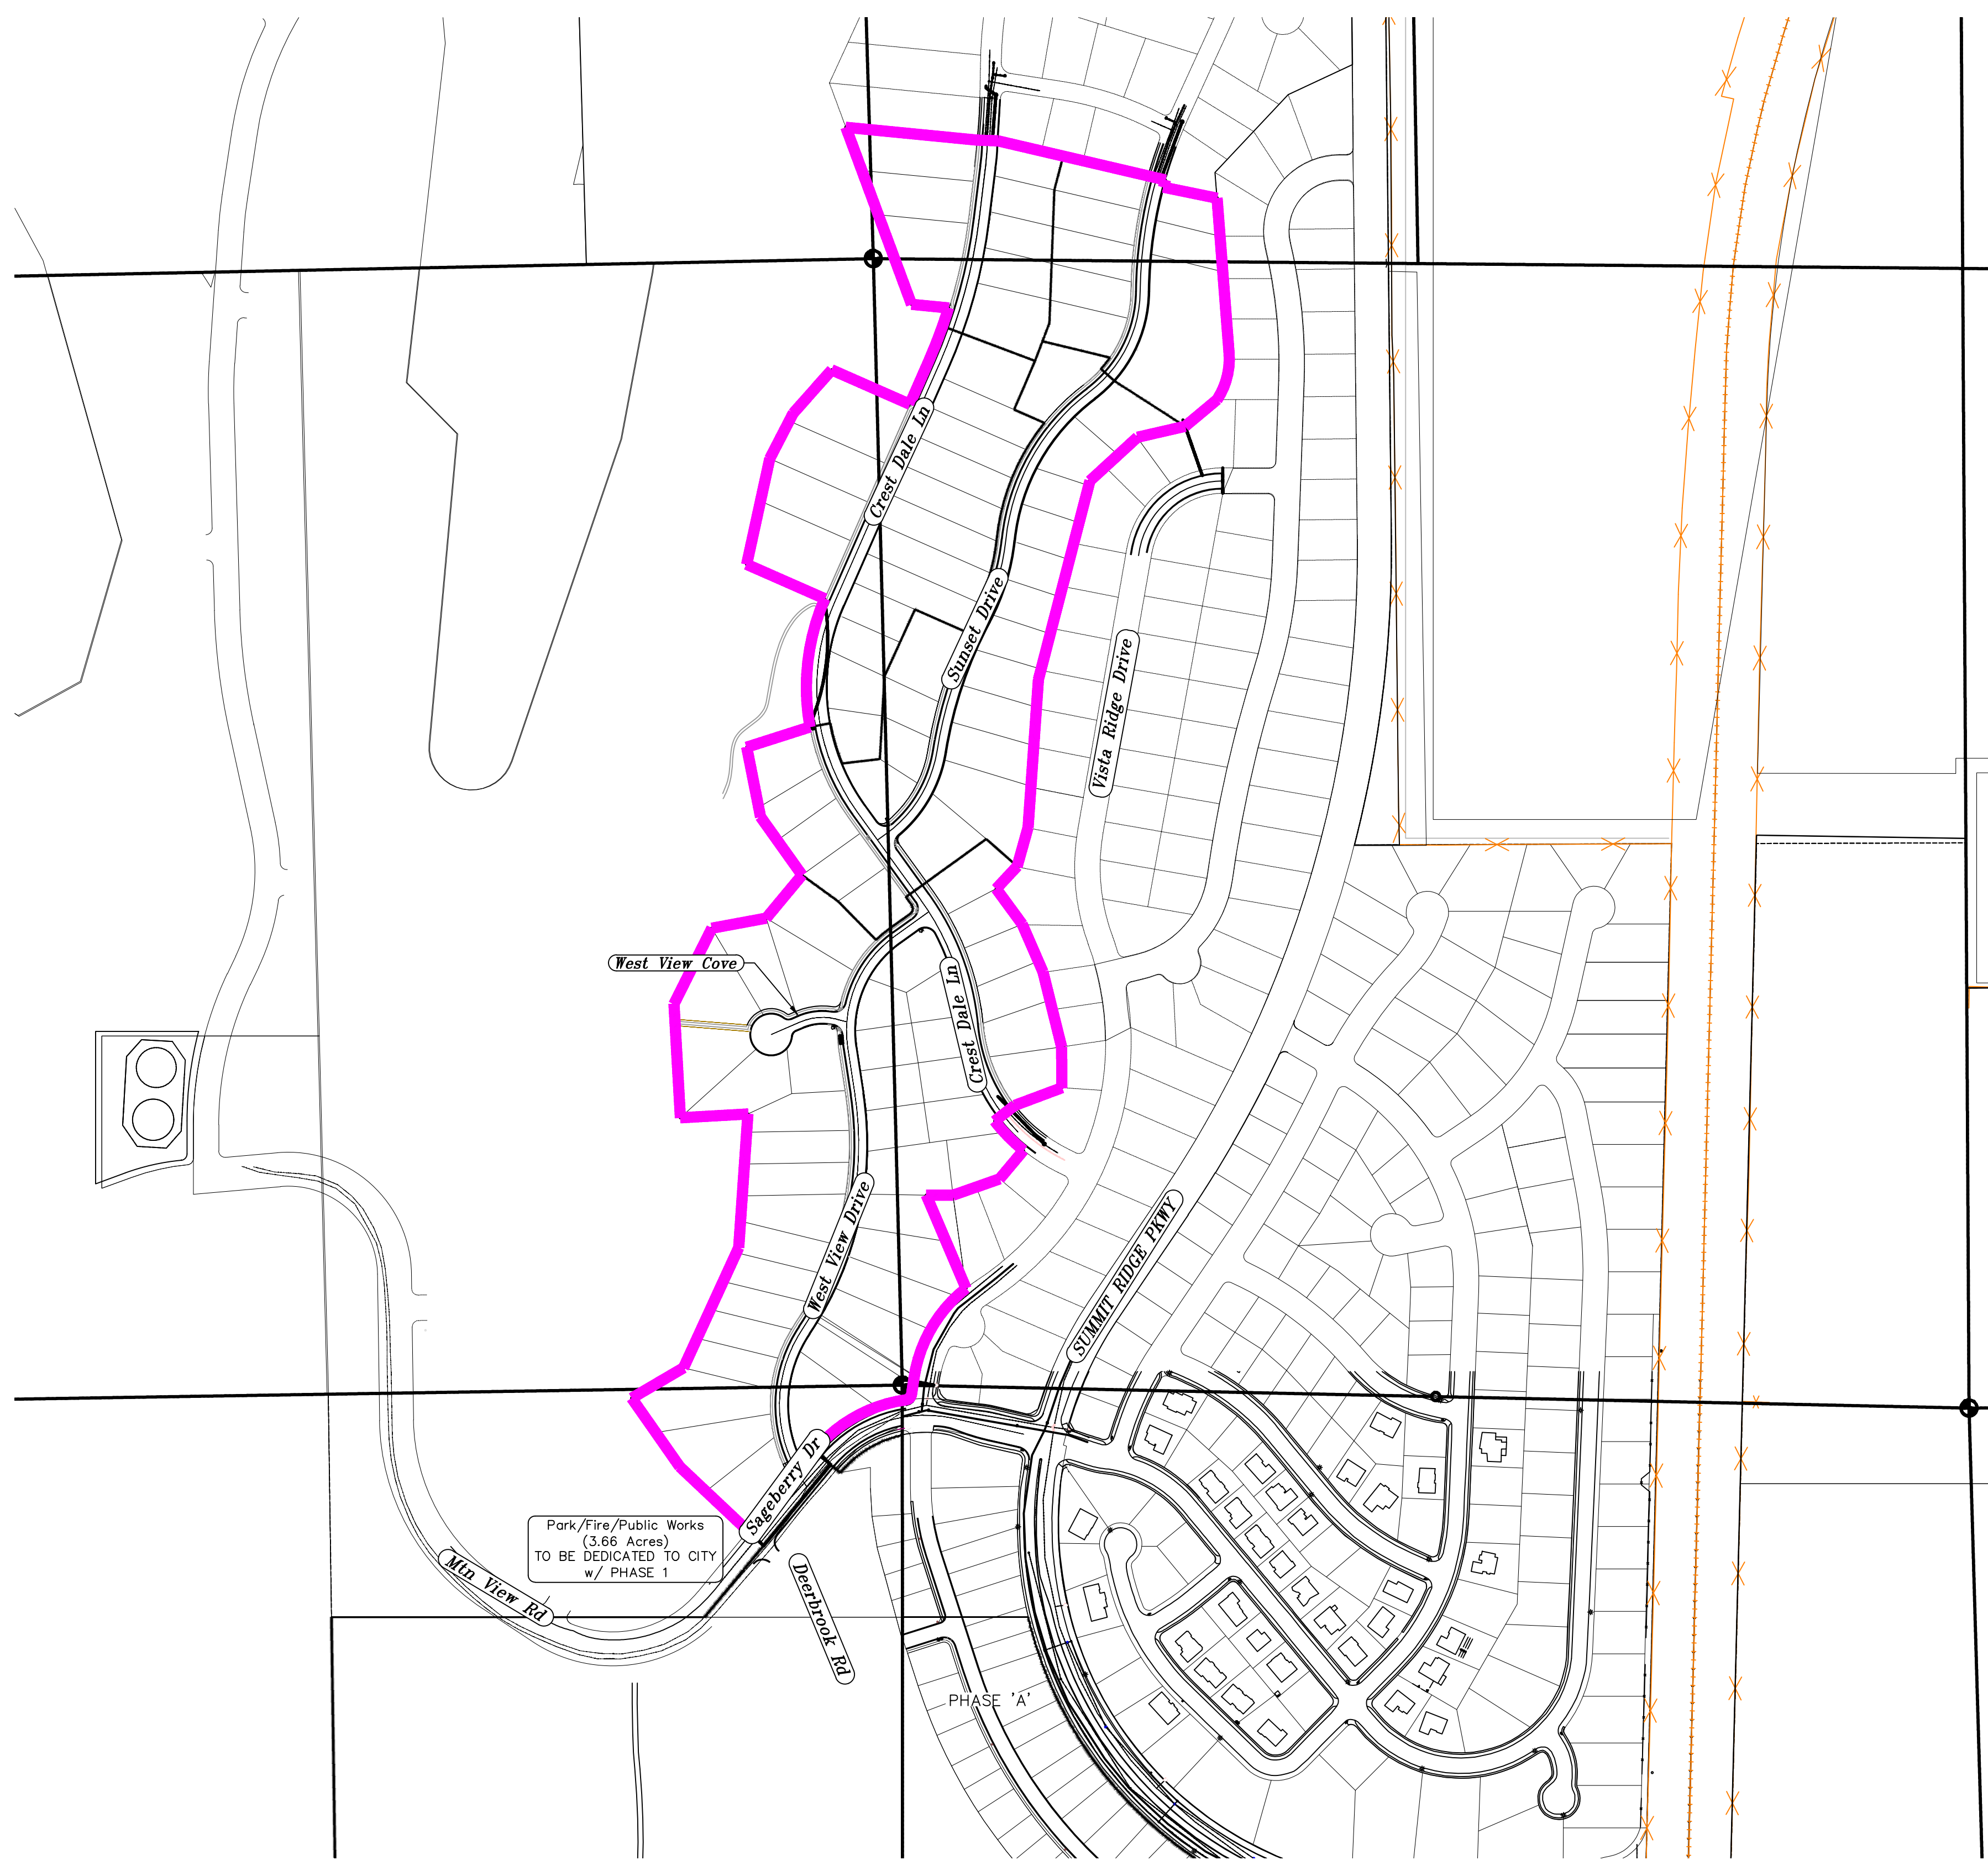 Crest Dale Ln
Sunset Drive
Vista Ridge Drive
West View Cove
Crest Dale Ln
West View Drive
SUMMIT RIDGE PKWY
Sageberry Dr
Park/Fire/Public Works
(3.66 Acres)
TO BE DEDICATED TO CITY
w/ PHASE 1
Mtn View Rd
Deerbrook Rd
PHASE 'A'